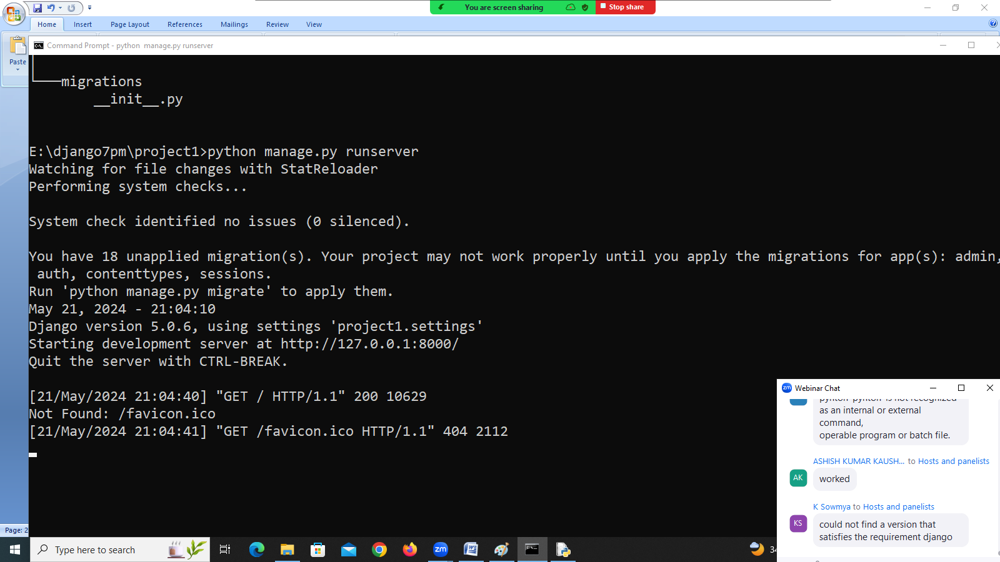 You are screen sharing
Stop share
Home Insert Page Layout References Mailings Review View
Paste
Command Prompt - python  manage.py runserver
migrations
__init__.py
E:\django7pm\project1>python manage.py runserver
Watching for file changes with StatReloader
Performing system checks...
System check identified no issues (0 silenced).
You have 18 unapplied migration(s). Your project may not work properly until you apply the migrations for app(s): admin,
auth, contenttypes, sessions.
Run 'python manage.py migrate' to apply them.
May 21, 2024 - 21:04:10
Django version 5.0.6, using settings 'project1.settings'
Starting development server at http://127.0.0.1:8000/
Quit the server with CTRL-BREAK.
[21/May/2024 21:04:40] "GET / HTTP/1.1" 200 10629
Not Found: /favicon.ico
[21/May/2024 21:04:41] "GET /favicon.ico HTTP/1.1" 404 2112
zm Webinar Chat
is not recognized
as an internal or external
command,
operable program or batch file.
ASHISH KUMAR KAUSH... to Hosts and panelists
AK
worked
K Sowmya to Hosts and panelists
KS
could not find a version that
satisfies the requirement django
Page: 2
Type here to search
zm